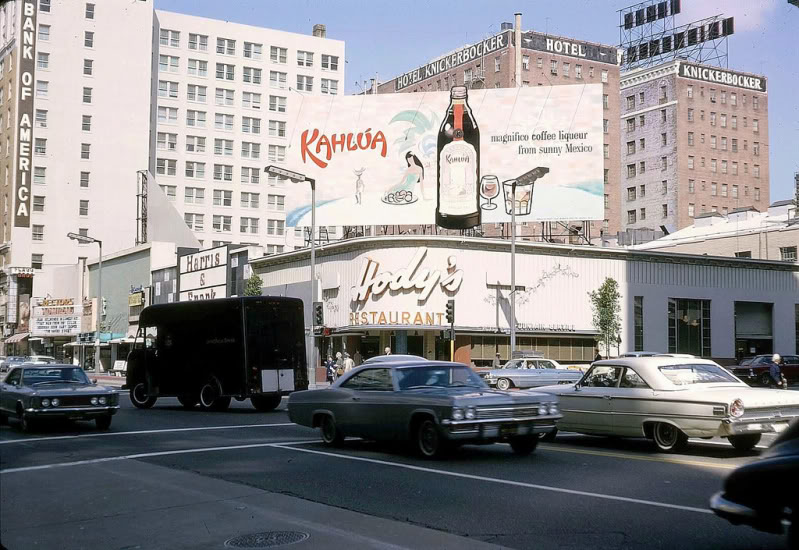 BANK OF AMERICA
HOTEL KNICKERBOCKER
HOTEL
KNICKERBOCKER
KAHLÚA
magnifico coffee liqueur
from sunny Mexico
KAHLÚA
Harris
& Frank
Hody's
RESTAURANT